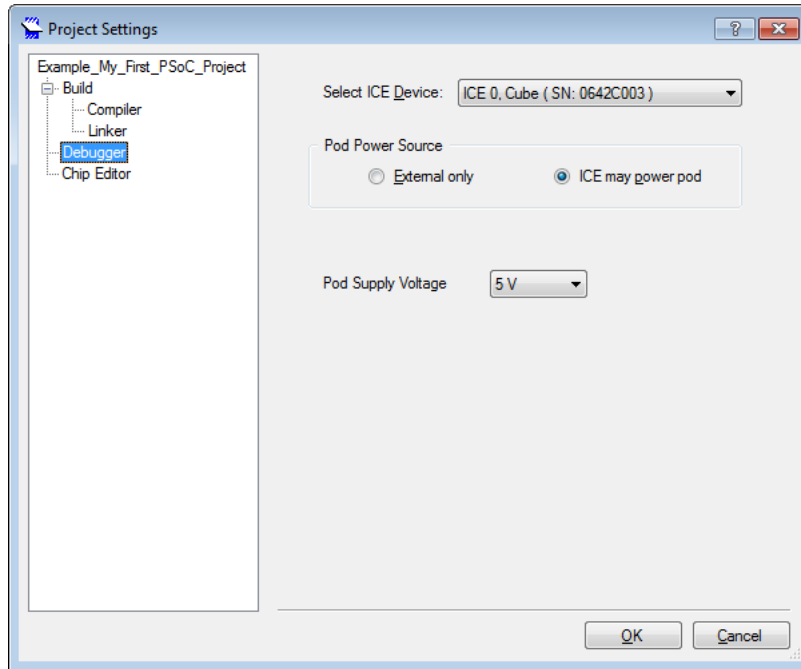 Project Settings
Example_My_First_PSoC_Project
Build
Compiler
Linker
Debugger
Chip Editor
Select ICE Device: ICE 0, Cube ( SN: 0642C003 )
Pod Power Source
External only ICE may power pod
Pod Supply Voltage 5 V
OK Cancel